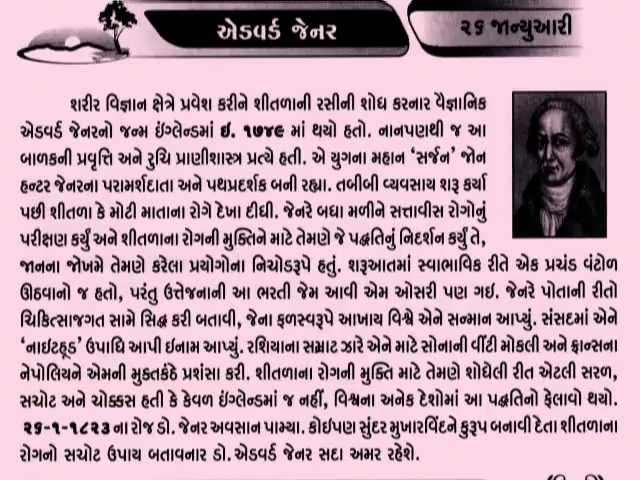 એડવર્ડ જેનર
૨૬ જાન્યુઆરી
શરીર વિજ્ઞાન ક્ષેત્રે પ્રવેશ કરીને શીતળાની રસીની શોધ કરનાર વૈજ્ઞાનિક
એડવર્ડ જેનરનો જન્મ ઇંગ્લેન્ડમાં ઇ. ૧૭૪૯ માં થયો હતો. નાનપણથી જ આ
બાળકની પ્રવૃત્તિ અને રુચિ પ્રાણીશાસ્ત્ર પ્રત્યે હતી. એ યુગના મહાન ‘સર્જન’ જોન
હન્ટર જેનરના પરામર્શદાતા અને પથપ્રદર્શક બની રહ્યા. તબીબી વ્યવસાય શરૂ કર્યા
પછી શીતળા કે મોટી માતાના રોગે દેખા દીધી. જેનરે બધા મળીને સત્તાવીસ રોગોનું
પરીક્ષણ કર્યું અને શીતળાના રોગની મુક્તિને માટે તેમણે જે પદ્ધતિનું નિદર્શન કર્યું તે,
જાનના જોખમે તેમણે કરેલા પ્રયોગોના નિચોડરૂપે હતું. શરૂઆતમાં સ્વાભાવિક રીતે એક પ્રચંડ વંટોળ
ઊઠવાનો જ હતો, પરંતુ ઉત્તેજનાની આ ભરતી જેમ આવી એમ ઓસરી પણ ગઇ. જેનરે પોતાની રીતો
ચિકિત્સાજગત સામે સિદ્ધ કરી બતાવી, જેના ફળસ્વરૂપે આખાય વિશ્વે એને સન્માન આપ્યું. સંસદમાં એને
‘નાઇટહૂડ’ ઉપાધિ આપી ઇનામ આપ્યું. રશિયાના સમ્રાટ ઝારે એને માટે સોનાની વીંટી મોકલી અને ફ્રાન્સના
નેપોલિયને એમની મુક્તકંઠે પ્રશંસા કરી. શીતળાના રોગની મુક્તિ માટે તેમણે શોધેલી રીત એટલી સરળ,
સચોટ અને ચોક્કસ હતી કે કેવળ ઇંગ્લેન્ડમાં જ નહીં, વિશ્વના અનેક દેશોમાં આ પદ્ધતિનો ફેલાવો થયો.
૨૬-૧-૧૮૨૩ ના રોજ ડો. જેનર અવસાન પામ્યા. કોઇપણ સુંદર મુખારવિંદને કુરૂપ બનાવી દેતા શીતળાના
રોગનો સચોટ ઉપાય બતાવનાર ડો. એડવર્ડ જેનર સદા અમર રહેશે.